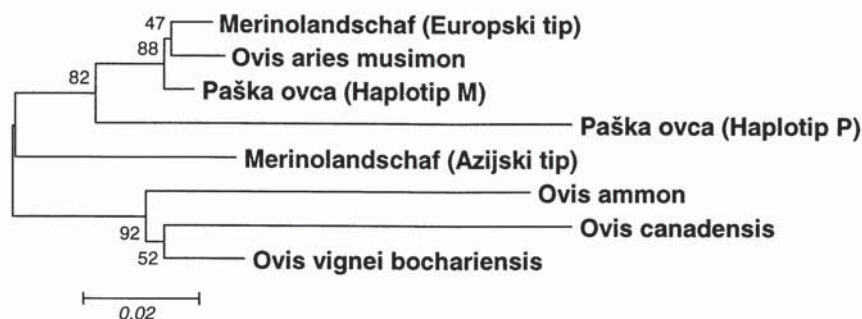 47
Merinolandschaf (Europski tip)
88
Ovis aries musimon
82
Paška ovca (Haplotip M)
Paška ovca (Haplotip P)
Merinolandschaf (Azijski tip)
Ovis ammon
Ovis canadensis
92
52
Ovis vignei bochariensis
0.02